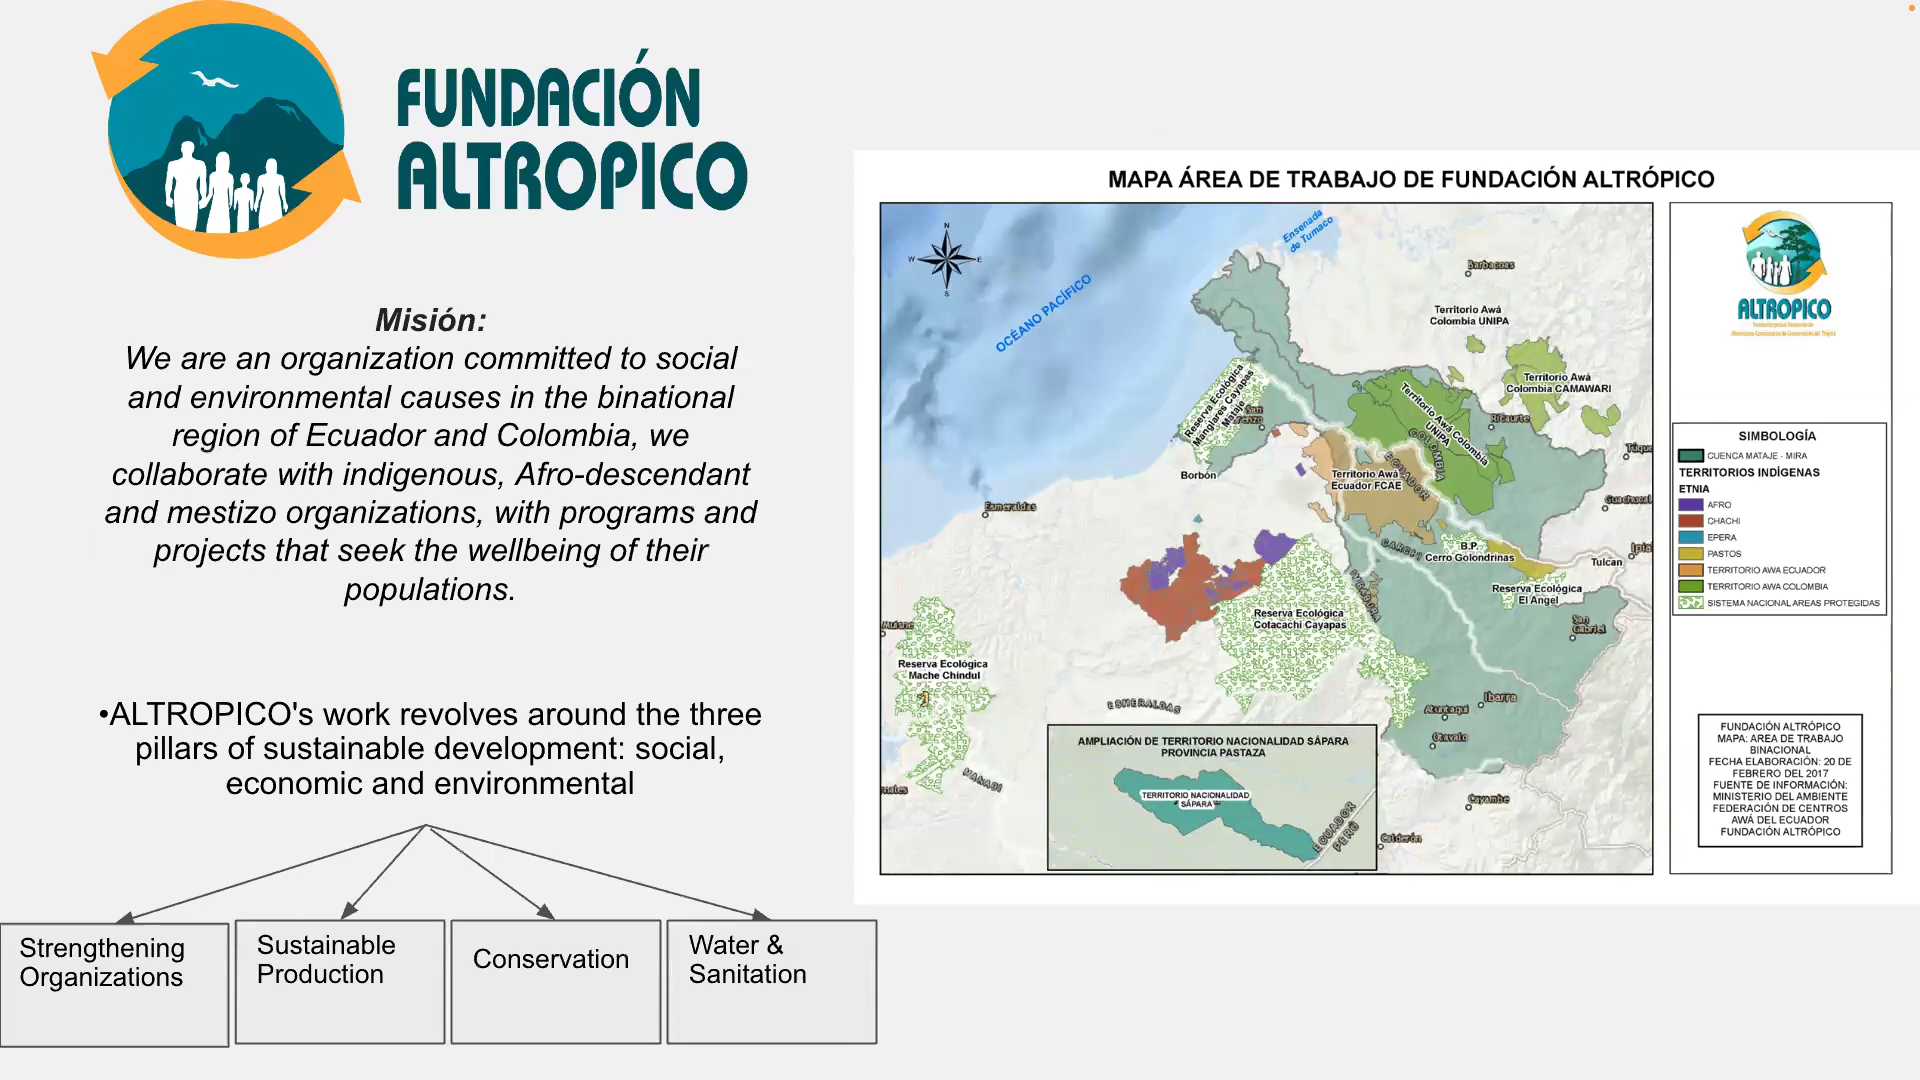 FUNDACIÓN
ALTROPICO
Misión:
We are an organization committed to social
and environmental causes in the binational
region of Ecuador and Colombia, we
collaborate with indigenous, Afro-descendant
and mestizo organizations, with programs and
projects that seek the wellbeing of their
populations.
•ALTROPICO's work revolves around the three
pillars of sustainable development: social,
economic and environmental
Strengthening
Organizations
Sustainable
Production
Conservation
Water &
Sanitation
MAPA ÁREA DE TRABAJO DE FUNDACIÓN ALTRÓPICO
N
W
E
S
OCÉANO PACÍFICO
Ensenada
de Tumaco
Barbacoas
Territorio Awá
Colombia UNIPA
Territorio Awá
Colombia CAMAWARI
Territorio Awá Colombia
UNIPA
Ricaurte
COLOMBIA
ECUADOR
Reserva Ecológica
Manglares Cayapas
Mataje
San
Borbón
Territorio Awá
Ecuador FCAE
Esmeraldas
CARCHI
B.P.
Cerro Golondrinas
Tulcan
Reserva Ecológica
El Angel
San
Gabriel
Reserva Ecológica
Cotacachi Cayapas
Muisne
Reserva Ecológica
Mache Chindul
ESMERALDAS
MANABI
Ibarra
Atuntaqui
Otavalo
Cayambe
Calderón
AMPLIACIÓN DE TERRITORIO NACIONALIDAD SÁPARA
PROVINCIA PASTAZA
TERRITORIO NACIONALIDAD
SÁPARA
ECUADOR
PERÚ
ALTROPICO
SIMBOLOGÍA
CUENCA MATAJE - MIRA
TERRITORIOS INDÍGENAS
ETNIA
AFRO
CHACHI
EPERA
PASTOS
TERRITORIO AWA ECUADOR
TERRITORIO AWA COLOMBIA
SISTEMA NACIONAL AREAS PROTEGIDAS
FUNDACIÓN ALTRÓPICO
MAPA: AREA DE TRABAJO
BINACIONAL
FECHA ELABORACIÓN: 20 DE
FEBRERO DEL 2017
FUENTE DE INFORMACIÓN:
MINISTERIO DEL AMBIENTE
FEDERACIÓN DE CENTROS
AWÁ DEL ECUADOR
FUNDACIÓN ALTRÓPICO